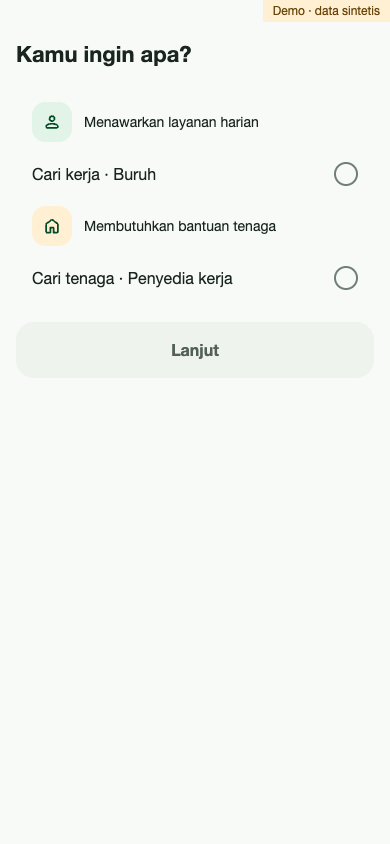 Demo · data sintetis
Kamu ingin apa?
Menawarkan layanan harian
Cari kerja · Buruh
Membutuhkan bantuan tenaga
Cari tenaga · Penyedia kerja
Lanjut